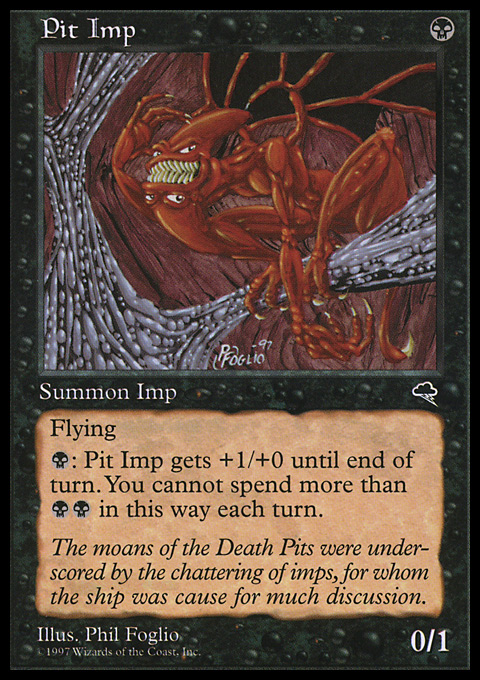 Pit Imp
P FOGLIO -97
Summon Imp
Flying
: Pit Imp gets +1/+0 until end of
turn. You cannot spend more than
in this way each turn.
The moans of the Death Pits were under-
scored by the chattering of imps, for whom
the ship was cause for much discussion.
Illus. Phil Foglio
©1997 Wizards of the Coast, Inc.
0/1